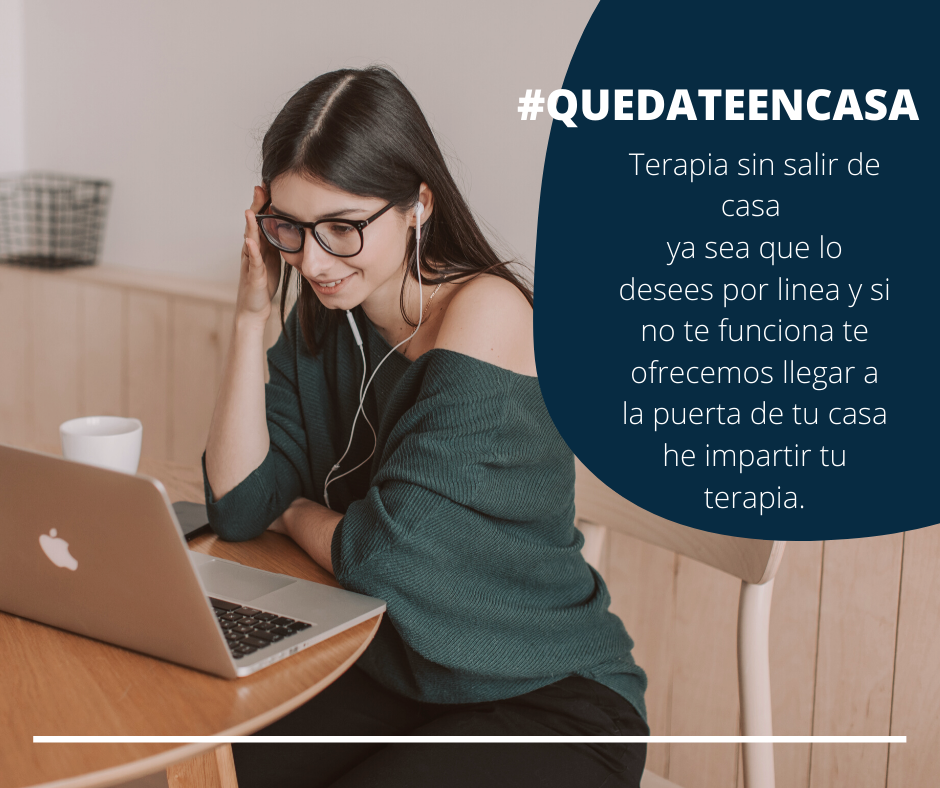 #QUEDATEENCASA
Terapia sin salir de
casa
ya sea que lo
desees por linea y si
no te funciona te
ofrecemos llegar a
la puerta de tu casa
he impartir tu
terapia.